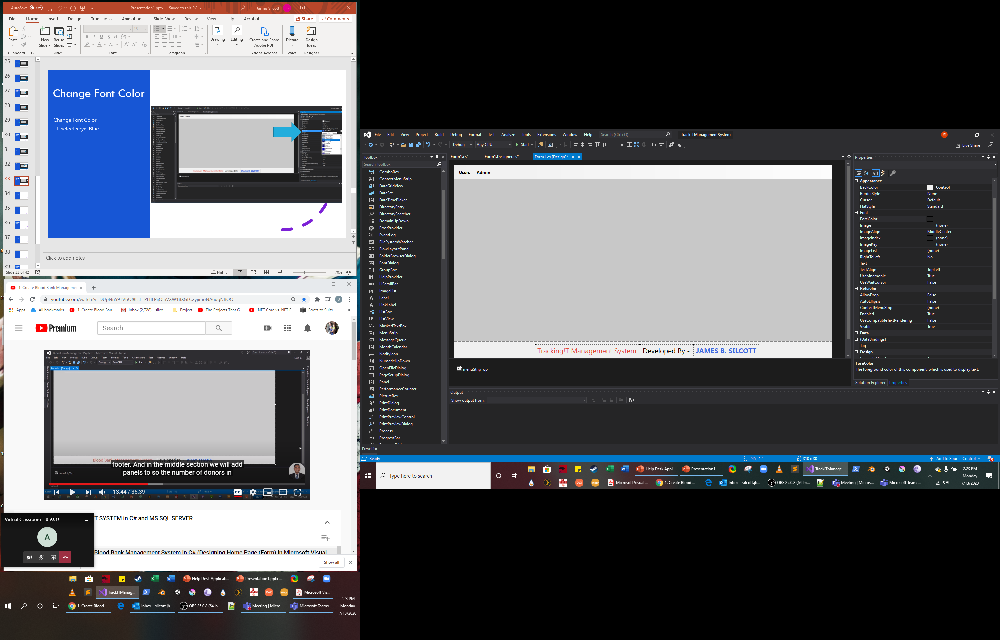 AutoSave Off Presentation1.pptx - Saved to this PC James Silcott JS
File Home Insert Design Transitions Animations Slide Show Review View Help Acrobat Share Comments
Paste New Slide Reuse Slides 16 Drawing Editing Create and Share Adobe PDF Dictate Design Ideas
Clipboard Slides Font Paragraph Adobe Acrobat Voice Designer
25
26
27
28
29
30
31
32
33
34
35
36
37
38
39
Change Font Color
Change Font Color
Select Royal Blue
Users Admin
Tracking!T Management System Developed By - JAMES B. SILCOTT
Click to add notes
Slide 33 of 42 Notes 70%
1. Create Blood Bank Manageme
youtube.com/watch?v=DUpNn59TVbQ&list=PLBLPjjQlnVXW18XGLC2yjimoNA6ugNBQQ
Apps All bookmarks 1. Create Blood Ban... Inbox (2,728) - silco... Project The Projects That G... .NET Core vs .NET F... Boots to Suits »
Premium Search
BloodBankManagementSystem - Microsoft Visual Studio Quick Launch (Ctrl+Q)
File Edit View Project Build Debug Team Format Tools Architecture Test Analyze Window Help Sign in
Debug Any CPU Start
Form1.cs [Design]*
Blood Bank Management System Developed By - VIJAY THAPA
footer. And in the middle section we will add
panels to so the number of donors in
menuStripTop
Output
13:44 / 35:39
T SYSTEM in C# and MS SQL SERVER
Virtual Classroom 01:38:13
A
Blood Bank Management System in C# (Designing Home Page (Form) in Microsoft Visual
Show all
Help Desk Applicati... Presentation1.pptx ...
TrackITManag... DeX Wear Microsoft Vis...
1. Create Blood ... Inbox - silcott.jb... OBS 25.0.8 (64-b... Meeting | Micro... Microsoft Teams...
2:23 PM
Monday
7/13/2020
File Edit View Project Build Debug Format Test Analyze Tools Extensions Window Help Search (Ctrl+Q) TrackITManagementSystem JS
Debug Any CPU Start Live Share
Toolbox
Search Toolbox
ComboBox
ContextMenuStrip
DataGridView
DataSet
DateTimePicker
DirectoryEntry
DirectorySearcher
DomainUpDown
ErrorProvider
EventLog
FileSystemWatcher
FlowLayoutPanel
FolderBrowserDialog
FontDialog
GroupBox
HelpProvider
HScrollBar
ImageList
Label
LinkLabel
ListBox
ListView
MaskedTextBox
MenuStrip
MessageQueue
MonthCalendar
NotifyIcon
NumericUpDown
OpenFileDialog
PageSetupDialog
Panel
PerformanceCounter
PictureBox
PrintDialog
PrintDocument
PrintPreviewControl
PrintPreviewDialog
Process
ProgressBar
Form1.cs* Form1.Designer.cs* Form1.cs [Design]*
Users Admin
Tracking!T Management System Developed By - JAMES B. SILCOTT
menuStripTop
Output
Show output from:
Properties
Appearance
BackColor Control
BorderStyle None
Cursor Default
FlatStyle Standard
Font
ForeColor
Image (none)
ImageAlign MiddleCenter
ImageIndex (none)
ImageKey (none)
ImageList (none)
RightToLeft No
Text
TextAlign TopLeft
UseMnemonic True
UseWaitCursor False
Behavior
AllowDrop False
AutoEllipsis False
ContextMenuStrip (none)
Enabled True
UseCompatibleTextRendering False
Visible True
Data
(DataBindings)
Tag
Design
GenerateMember True
ForeColor
The foreground color of this component, which is used to display text.
Solution Explorer Properties
Error List
Ready 245 , 12 310 x 30 Add to Source Control 5
Type here to search
Help Desk Appl... Presentation1.... TrackITManage...
DeX Wear Microsoft Visual ... 1. Create Blood ... Inbox - silcott.jb... OBS 25.0.8 (64-bi... Meeting | Micros... Microsoft Teams...
2:23 PM
Monday
7/13/2020